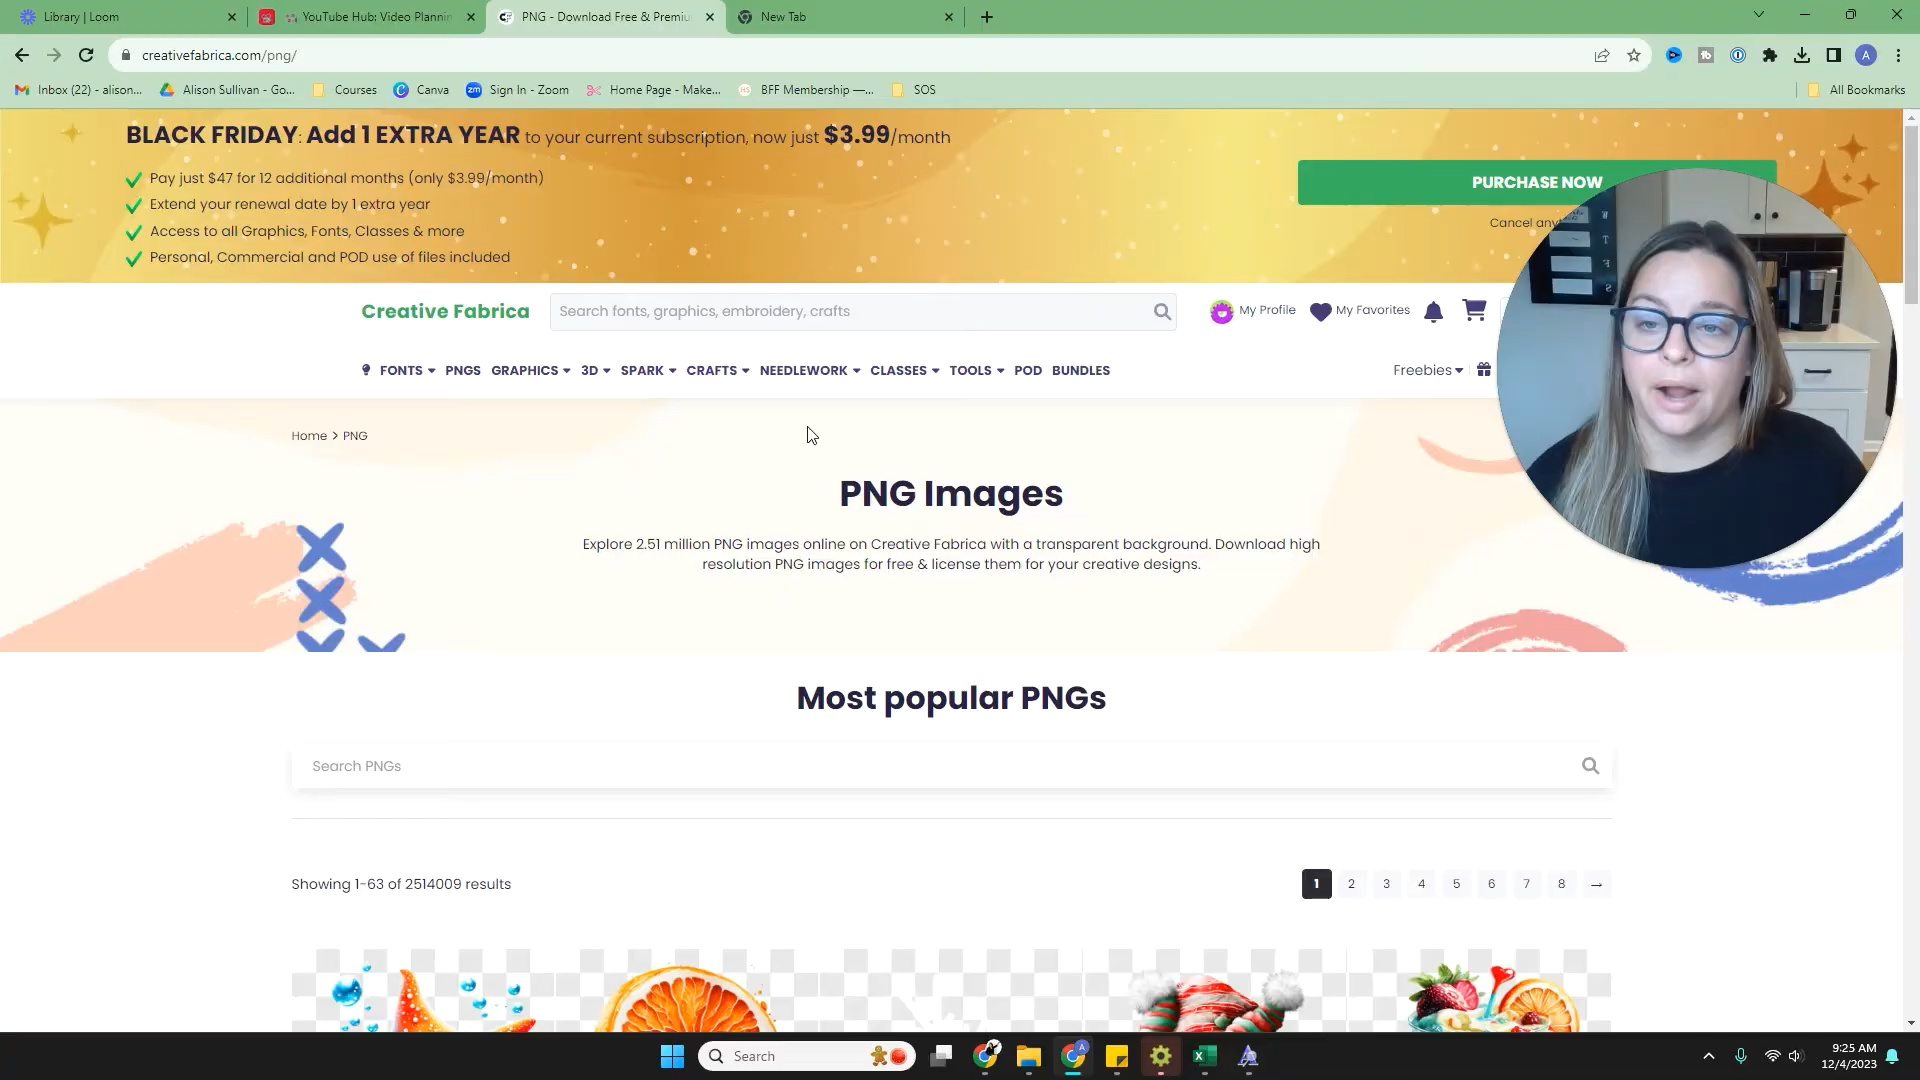 Library | Loom
YouTube Hub: Video Plannin
PNG - Download Free & Premiu
New Tab
creativefabrica.com/png/
Inbox (22) - alison...
Alison Sullivan - Go...
Courses
Canva
Sign In - Zoom
Home Page - Make...
BFF Membership —...
SOS
All Bookmarks
BLACK FRIDAY: Add 1 EXTRA YEAR to your current subscription, now just $3.99/month
Pay just $47 for 12 additional months (only $3.99/month)
Extend your renewal date by 1 extra year
Access to all Graphics, Fonts, Classes & more
Personal, Commercial and POD use of files included
PURCHASE NOW
Cancel any
Creative Fabrica
Search fonts, graphics, embroidery, crafts
My Profile
My Favorites
FONTS PNGS GRAPHICS 3D SPARK CRAFTS NEEDLEWORK CLASSES TOOLS POD BUNDLES
Freebies
Home > PNG
PNG Images
Explore 2.51 million PNG images online on Creative Fabrica with a transparent background. Download high
resolution PNG images for free & license them for your creative designs.
Most popular PNGs
Search PNGs
Showing 1-63 of 2514009 results
1 2 3 4 5 6 7 8 →
Search
9:25 AM
12/4/2023